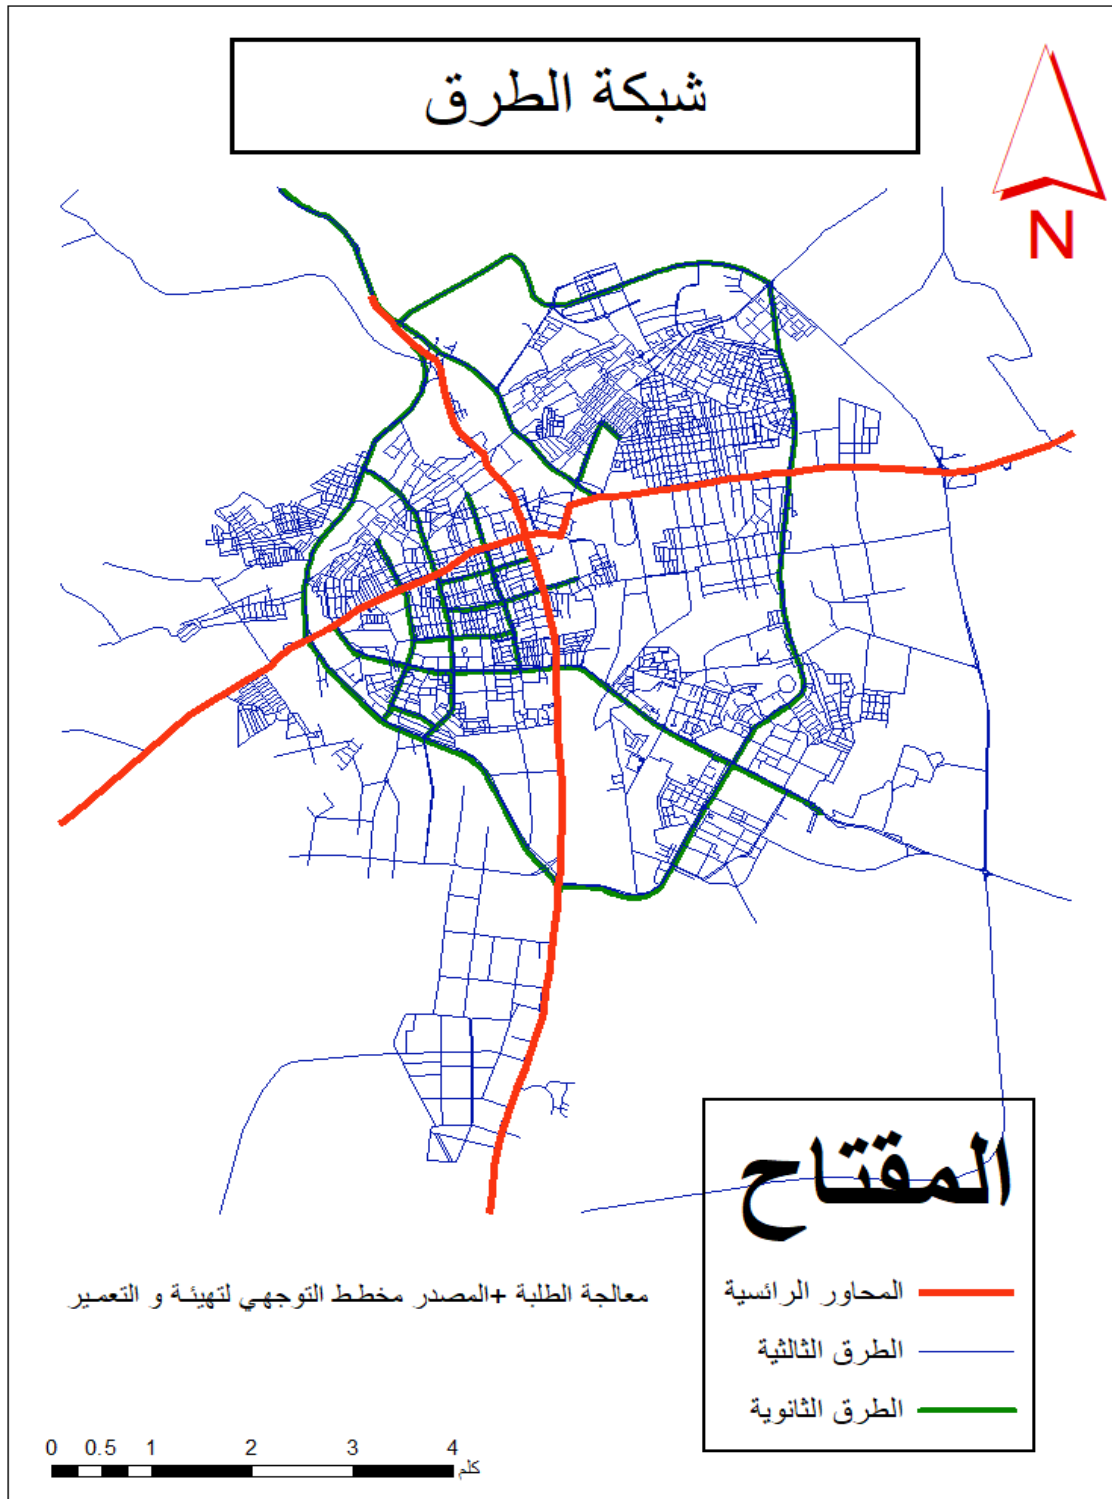 شبكة الطرق
N
المفتاح
المحاور الرائسية
الطرق الثالثية
الطرق الثانوية
معالجة الطلبة +المصدر مخطط التوجهي لتهيئة و التعمير
0 0.5 1 2 3 4
كلم